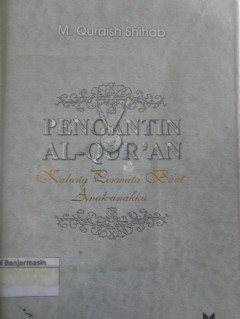 M. Quraish Shihab
PENGANTIN
AL-QUR'AN
Kalung Permata Buat
Anak-anakku
Banjarmasin